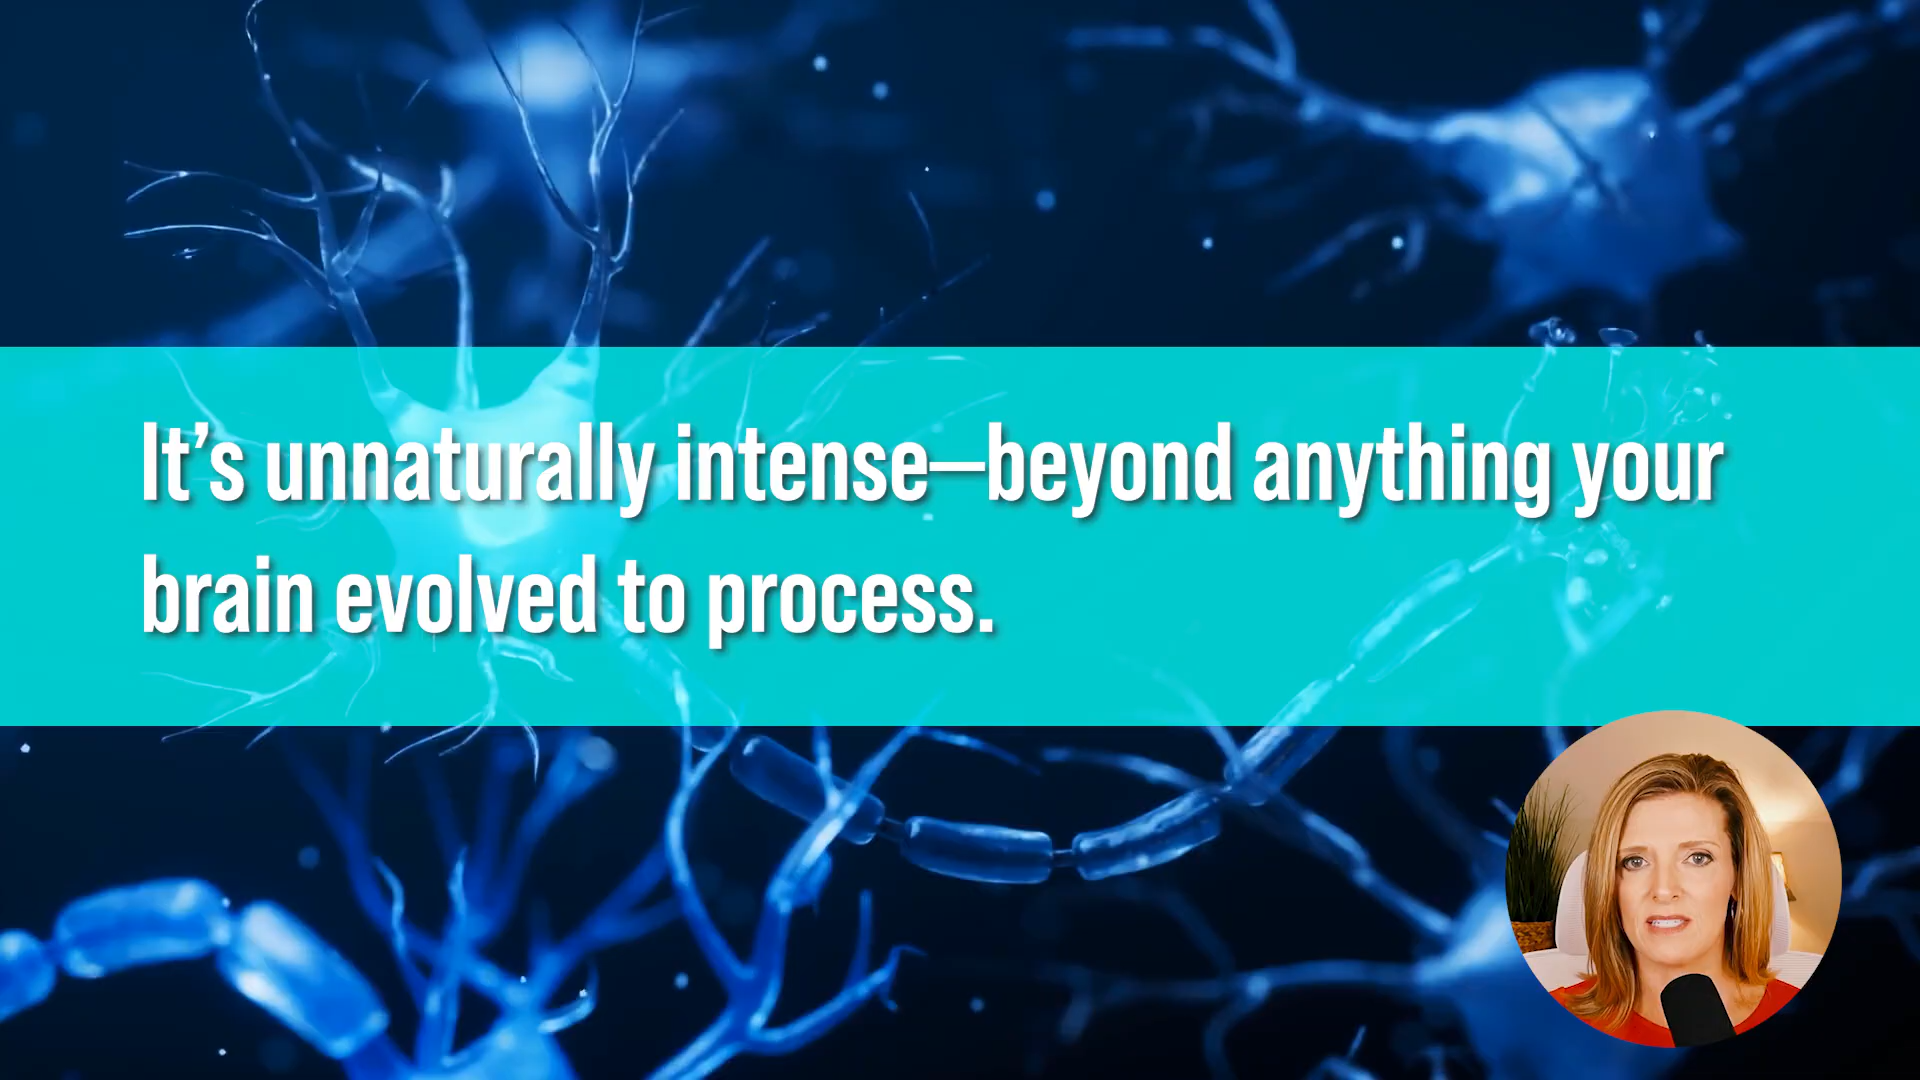 It’s unnaturally intense—beyond anything your
brain evolved to process.